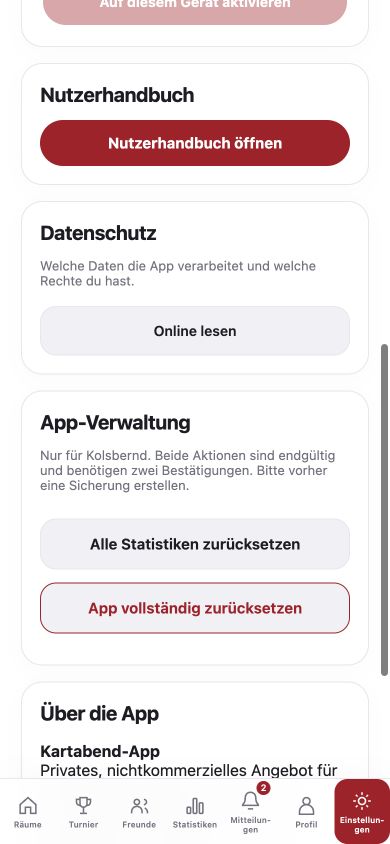 Auf diesem Gerät aktivieren
Nutzerhandbuch
Nutzerhandbuch öffnen
Datenschutz
Welche Daten die App verarbeitet und welche
Rechte du hast.
Online lesen
App-Verwaltung
Nur für Kolsbernd. Beide Aktionen sind endgültig
und benötigen zwei Bestätigungen. Bitte vorher
eine Sicherung erstellen.
Alle Statistiken zurücksetzen
App vollständig zurücksetzen
Über die App
Kartabend-App
Privates, nichtkommerzielles Angebot für
2
Räume
Turnier
Freunde
Statistiken
Mitteilun-
gen
Profil
Einstellun-
gen